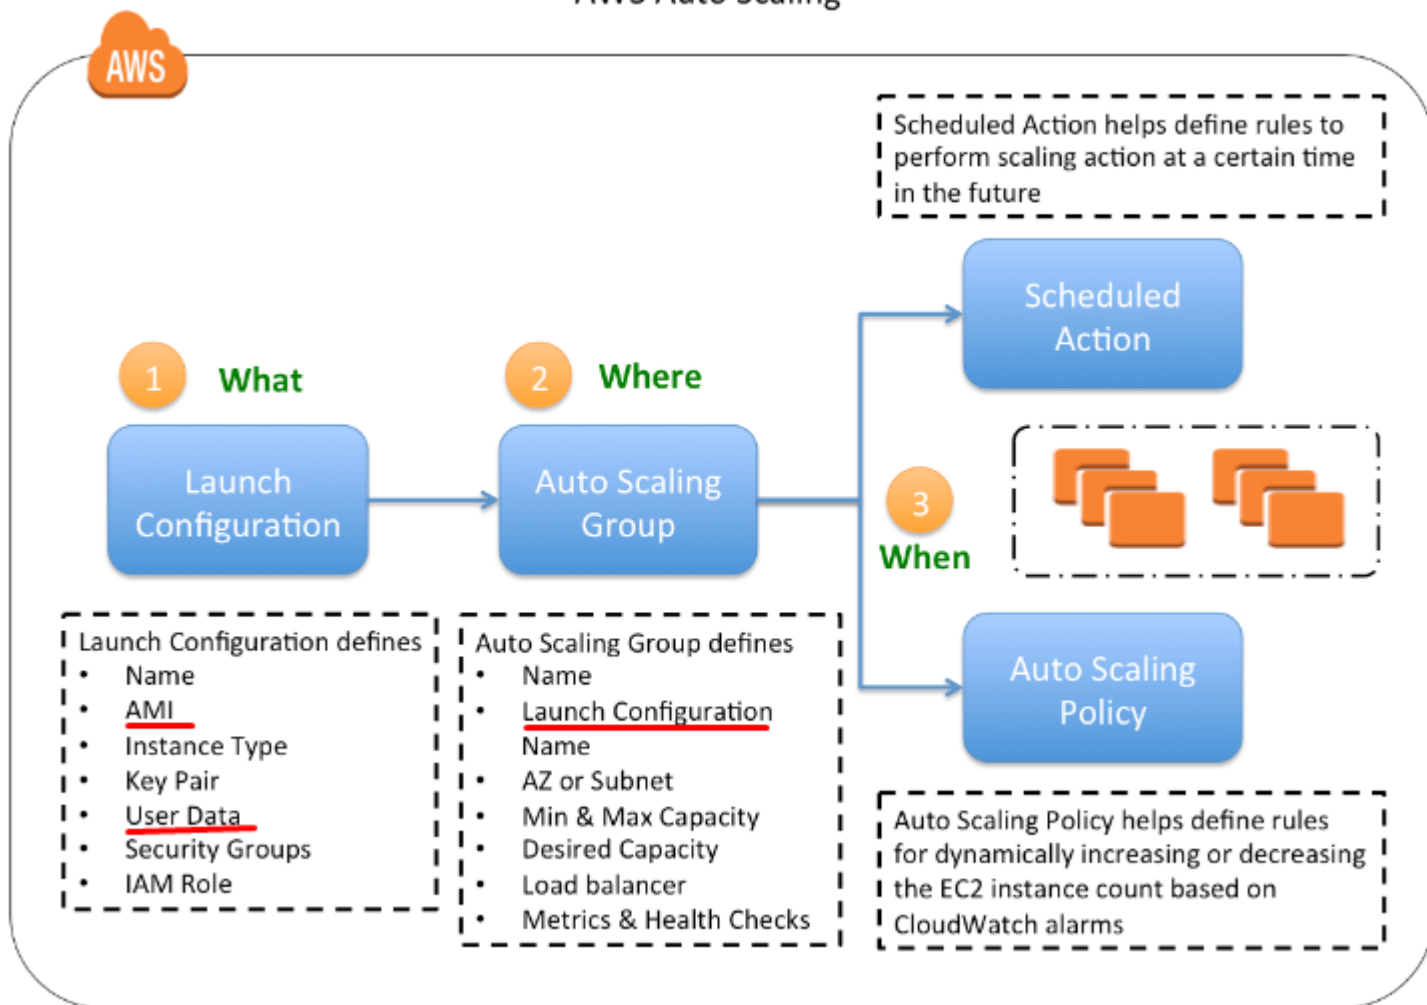 AWS Auto Scaling
AWS
Scheduled Action helps define rules to
perform scaling action at a certain time
in the future
Scheduled
Action
1
What
2
Where
Launch
Configuration
Auto Scaling
Group
3
When
Launch Configuration defines
• Name
• AMI
• Instance Type
• Key Pair
• User Data
• Security Groups
• IAM Role
Auto Scaling Group defines
• Name
• Launch Configuration
Name
• AZ or Subnet
• Min & Max Capacity
• Desired Capacity
• Load balancer
• Metrics & Health Checks
Auto Scaling
Policy
Auto Scaling Policy helps define rules
for dynamically increasing or decreasing
the EC2 instance count based on
CloudWatch alarms